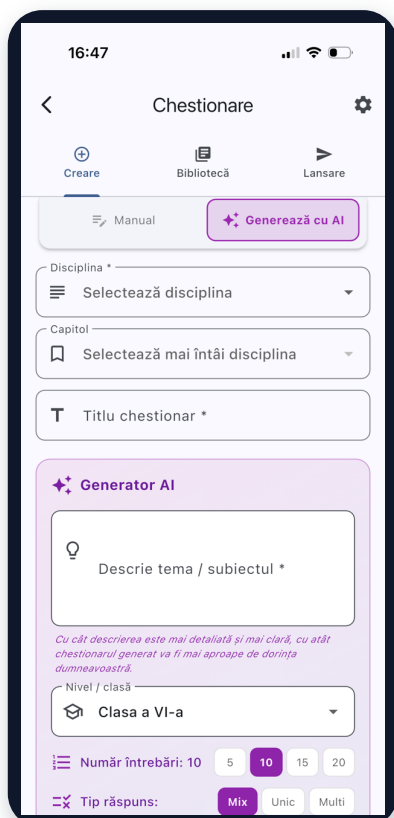 16:47
Chestionare
Creare
Bibliotecă
Lansare
Manual
Generează cu AI
Disciplina *
Selectează disciplina
Capitol
Selectează mai întâi disciplina
Titlu chestionar *
Generator AI
Descrie tema / subiectul *
Cu cât descrierea este mai detaliată și mai clară, cu atât
chestionarul generat va fi mai aproape de dorința
dumneavoastră.
Nivel / clasă
Clasa a VI-a
Număr întrebări: 10 5 10 15 20
Tip răspuns: Mix Unic Multi